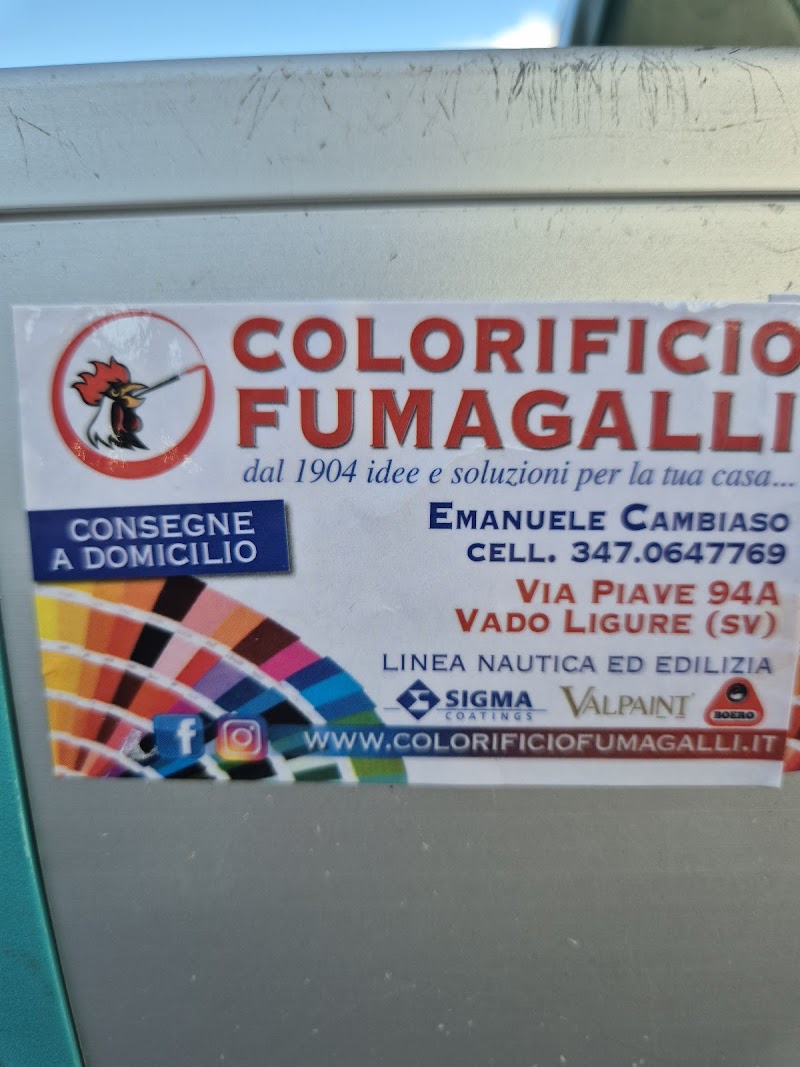 COLORIFICIO
FUMAGALLI
dal 1904 idee e soluzioni per la tua casa...
CONSEGNE
A DOMICILIO
EMANUELE CAMBIASO
CELL. 347.0647769
VIA PIAVE 94A
VADO LIGURE (SV)
LINEA NAUTICA ED EDILIZIA
SIGMA
COATINGS
VALPAINT
BOERO
WWW.COLORIFICIOFUMAGALLI.IT